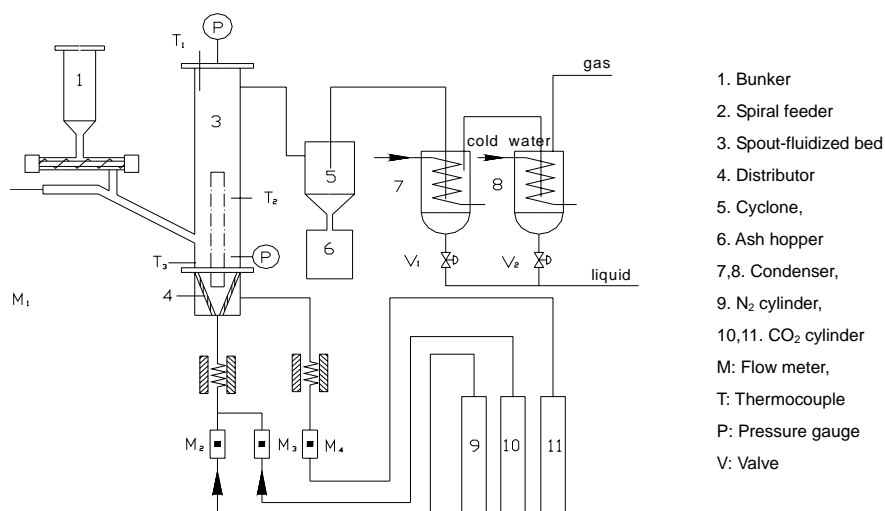 P
T₁
1
3
gas
cold water
5
7
8
T₂
6
P
T₃
V₁
V₂
liquid
4
M₁
M₂
M₃
M₄
9
10
11
1. Bunker
2. Spiral feeder
3. Spout-fluidized bed
4. Distributor
5. Cyclone,
6. Ash hopper
7,8. Condenser,
9. N₂ cylinder,
10,11. CO₂ cylinder
M: Flow meter,
T: Thermocouple
P: Pressure gauge
V: Valve